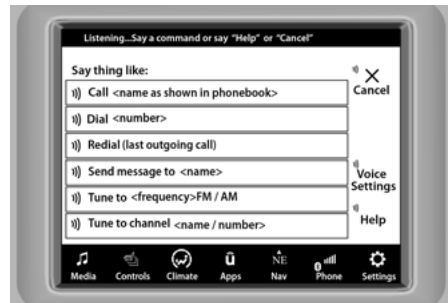 Listening...Say a command or say "Help" or "Cancel"
Say thing like:
Call <name as shown in phonebook>
Dial <number>
Redial (last outgoing call)
Send message to <name>
Tune to <frequency>FM / AM
Tune to channel <name / number>
Cancel
Voice
Settings
Help
Media Controls Climate Apps Nav Phone Settings
NE